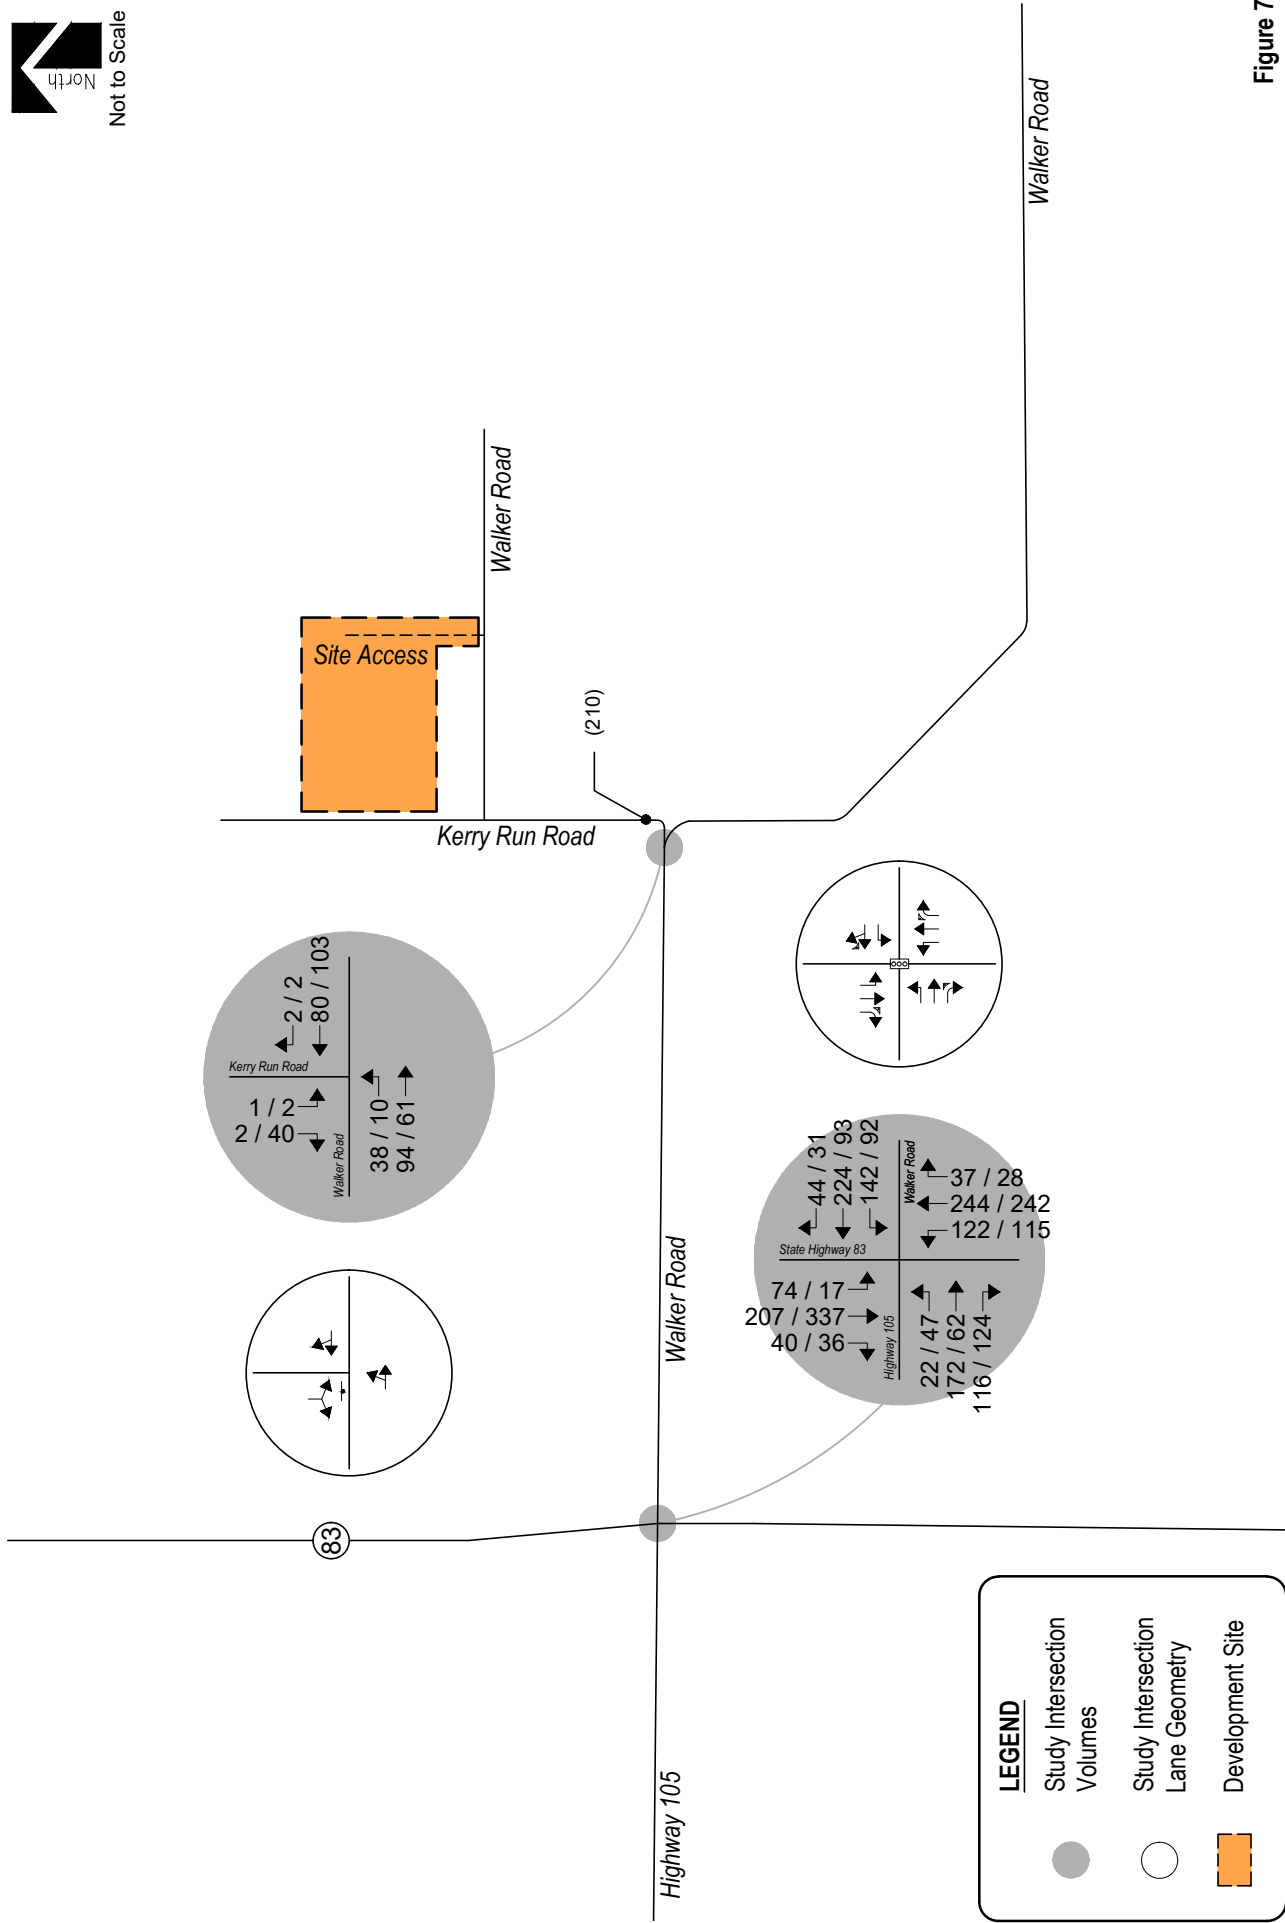 North
Not to Scale
Figure 7
Walker Road
Walker Road
Site Access
(210)
Kerry Run Road
2 / 2
80 / 103
Kerry Run Road
1 / 2
2 / 40
Walker Road
38 / 10
94 / 61
44 / 31
224 / 93
142 / 92
Walker Road
37 / 28
244 / 242
122 / 115
State Highway 83
74 / 17
207 / 337
40 / 36
Highway 105
22 / 47
172 / 62
116 / 124
Walker Road
83
Highway 105
LEGEND
Study Intersection
Volumes
Study Intersection
Lane Geometry
Development Site